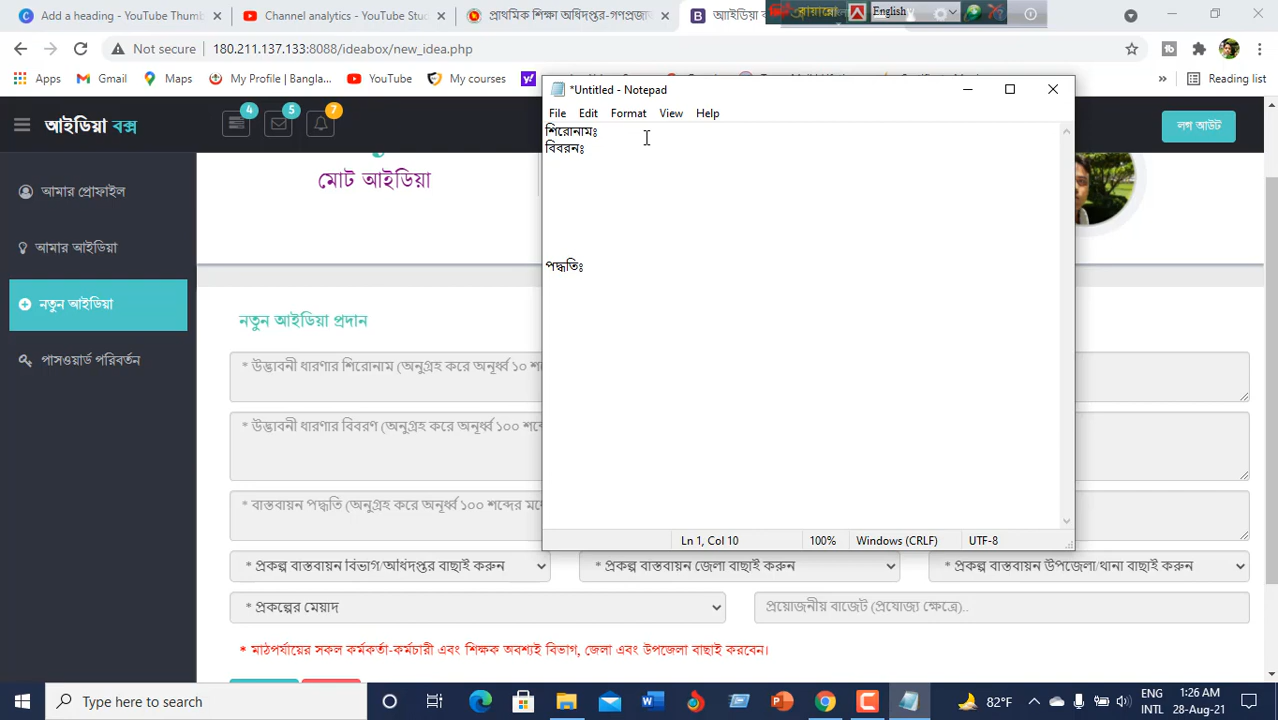 Add padding - YouTube Thumb
Channel analytics - YouTube Stu
প্রাথমিক শিক্ষা অধিদপ্তর-গণপ্রজা
English
Not secure
180.211.137.133:8088/ideabox/new_idea.php
Apps
Gmail
Maps
My Profile | Bangla...
YouTube
My courses
Reading list
*Untitled - Notepad
File Edit Format View Help
শিরোনামঃ
বিবরনঃ
পদ্ধতিঃ
Ln 1, Col 10
100%
Windows (CRLF)
UTF-8
আইডিয়া বক্স
4
5
7
লগ আউট
মোট আইডিয়া
আমার প্রোফাইল
আমার আইডিয়া
নতুন আইডিয়া
পাসওয়ার্ড পরিবর্তন
নতুন আইডিয়া প্রদান
* উদ্ভাবনী ধারণার শিরোনাম (অনুগ্রহ করে অনূর্ধ্ব ১০ শ
* উদ্ভাবনী ধারণার বিবরণ (অনুগ্রহ করে অনূর্ধ্ব ১০০ শব্দে
* বাস্তবায়ন পদ্ধতি (অনুগ্রহ করে অনূর্ধ্ব ১০০ শব্দের মধ্যে
* প্রকল্প বাস্তবায়ন বিভাগ/অধিদপ্তর বাছাই করুন
* প্রকল্প বাস্তবায়ন জেলা বাছাই করুন
* প্রকল্প বাস্তবায়ন উপজেলা/থানা বাছাই করুন
* প্রকল্পের মেয়াদ
প্রয়োজনীয় বাজেট (প্রযোজ্য ক্ষেত্রে)..
* মাঠপর্যায়ের সকল কর্মকর্তা-কর্মচারী এবং শিক্ষক অবশ্যই বিভাগ, জেলা এবং উপজেলা বাছাই করবেন।
Type here to search
82°F
ENG
INTL
1:26 AM
28-Aug-21